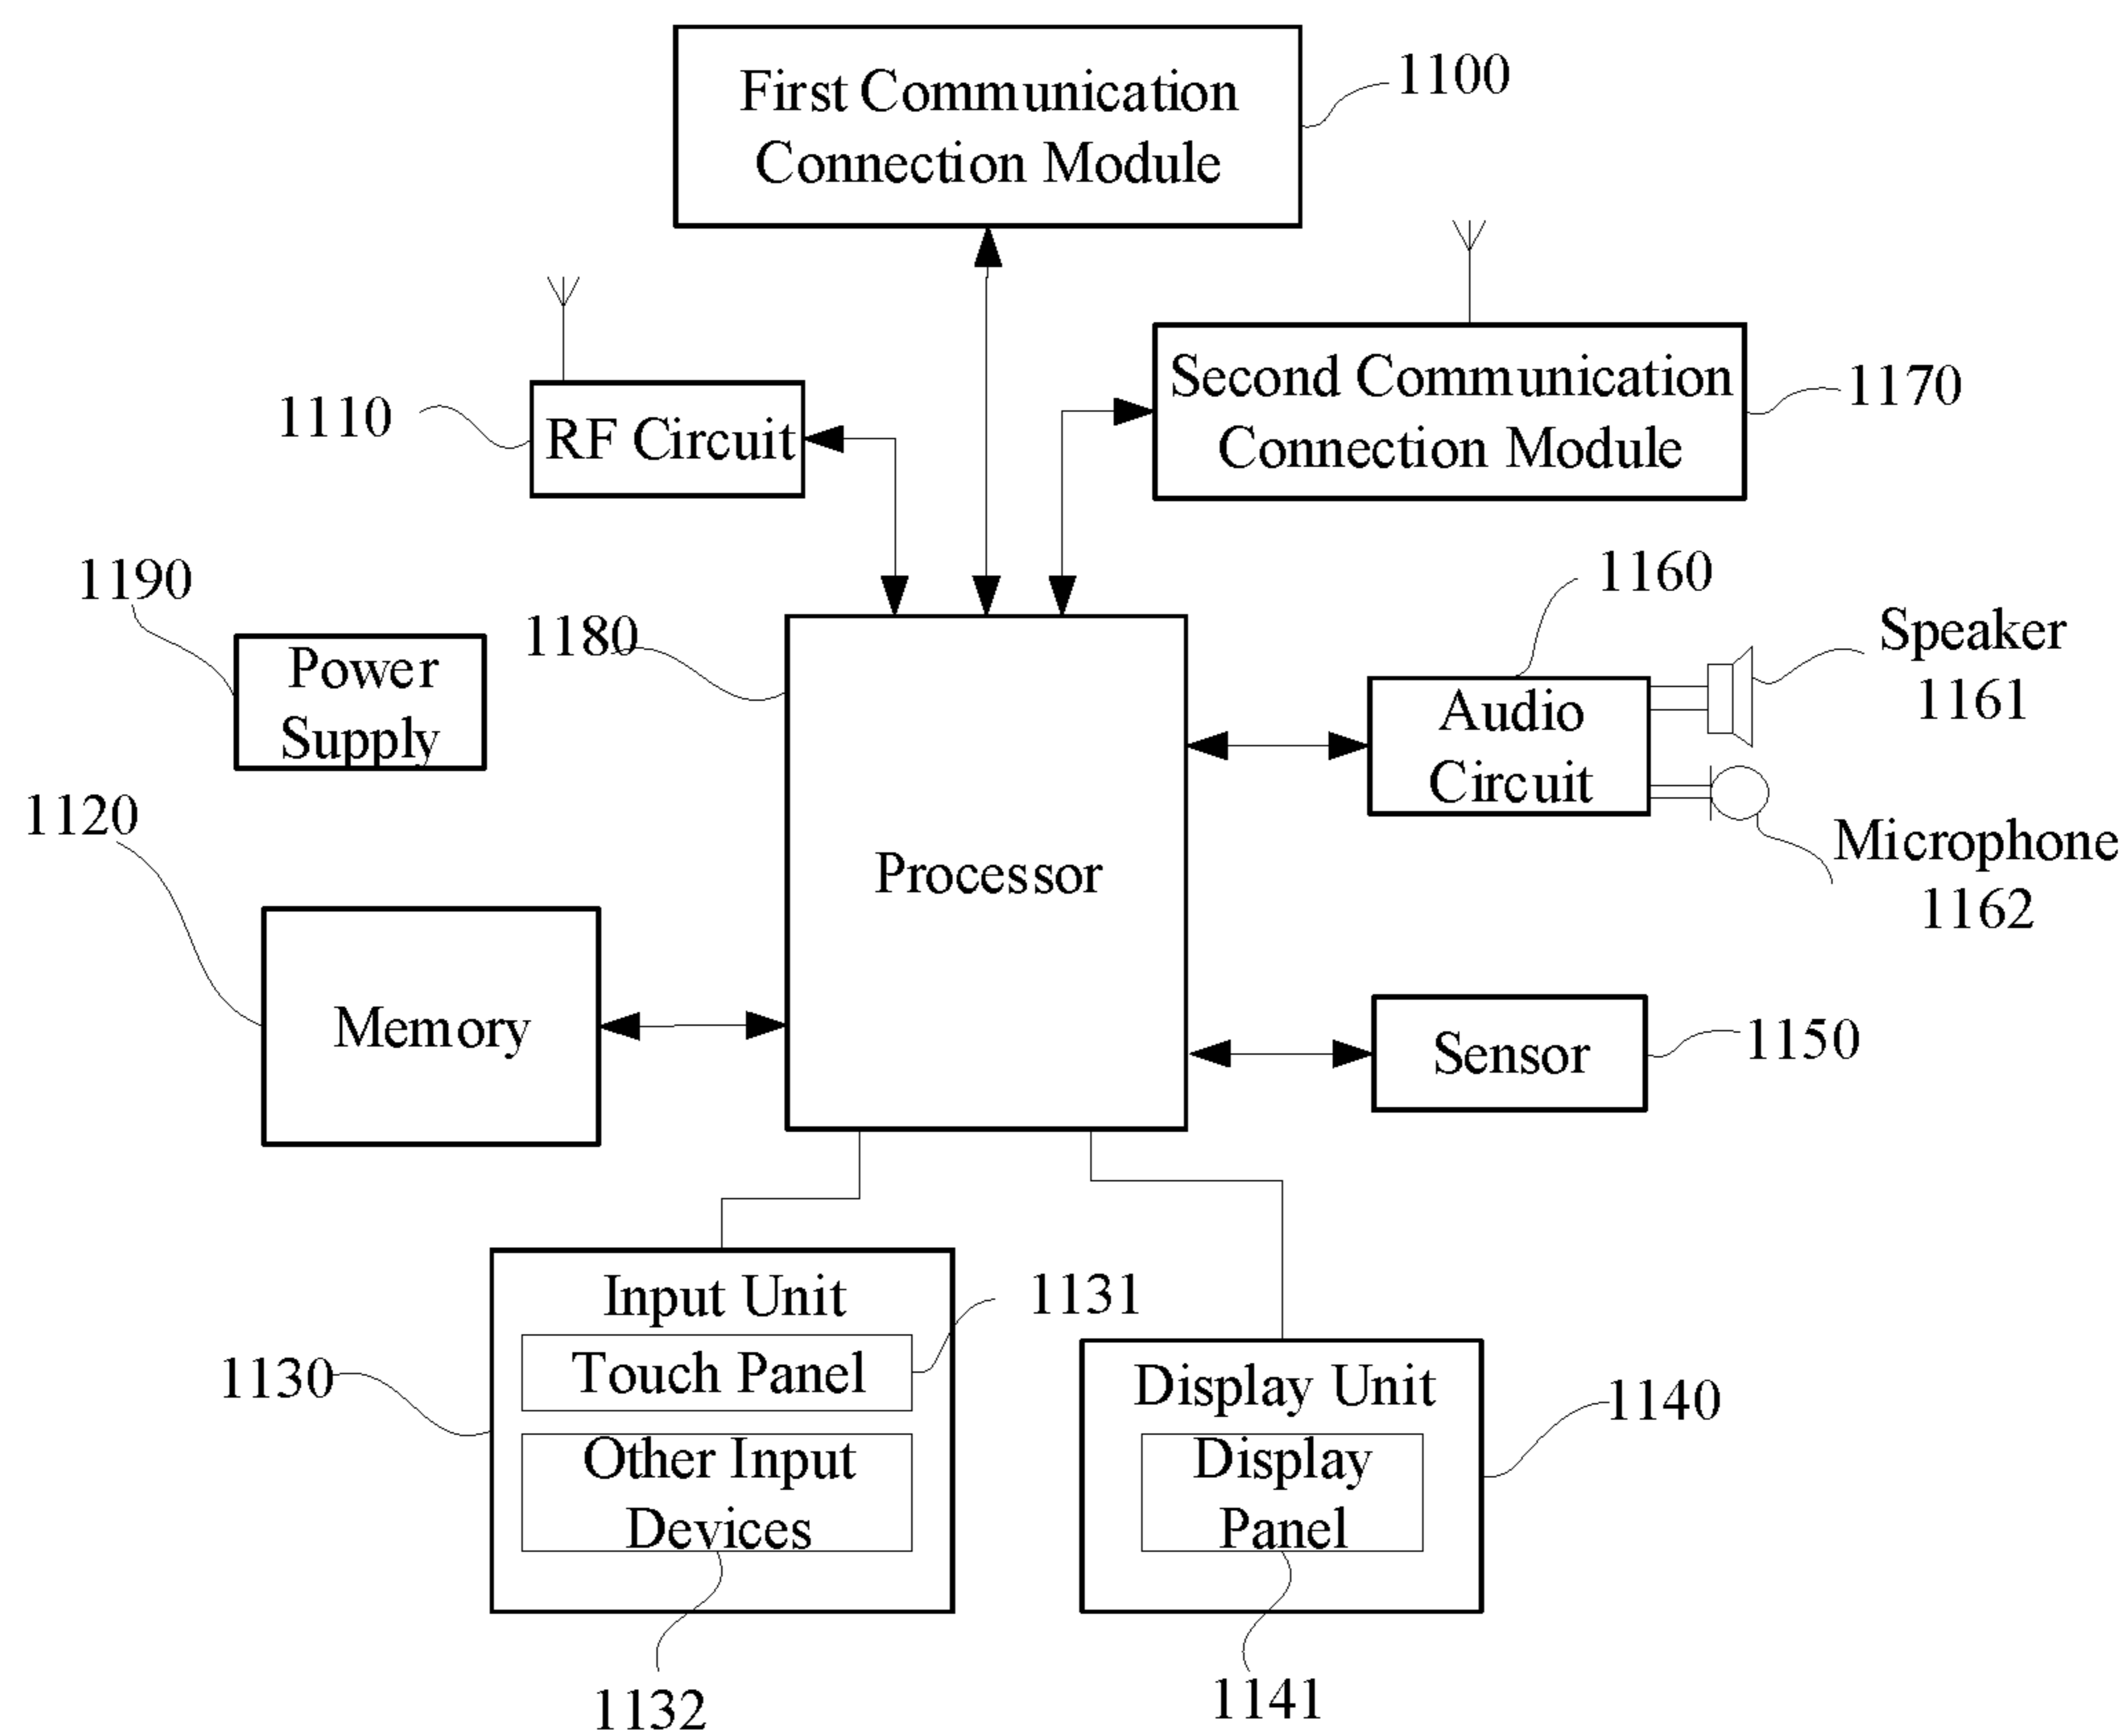 First Communication
Connection Module
1100
1110
RF Circuit
Second Communication
Connection Module
1170
1190
Power
Supply
1180
Processor
1160
Audio
Circuit
Speaker
1161
Microphone
1162
1120
Memory
Sensor
1150
Input Unit
1131
Touch Panel
1130
Other Input
Devices
1132
Display Unit
1140
Display
Panel
1141